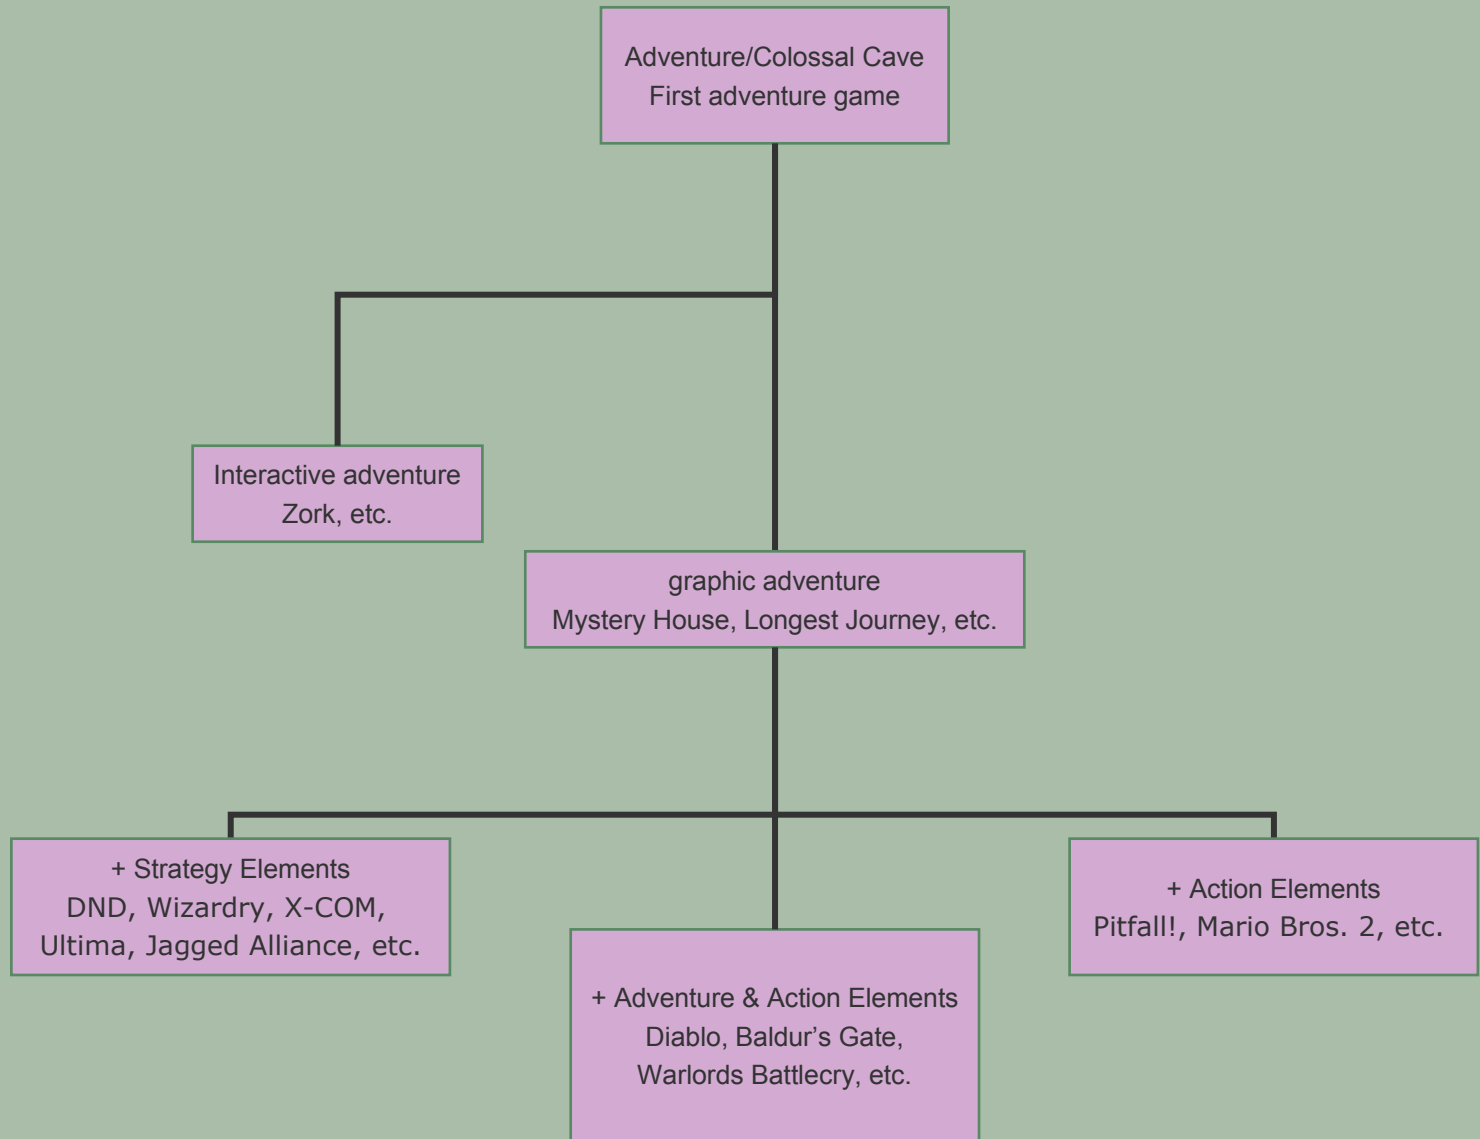 Adventure/Colossal Cave
First adventure game
Interactive adventure
Zork, etc.
graphic adventure
Mystery House, Longest Journey, etc.
+ Strategy Elements
DND, Wizardry, X-COM,
Ultima, Jagged Alliance, etc.
+ Adventure & Action Elements
Diablo, Baldur’s Gate,
Warlords Battlecry, etc.
+ Action Elements
Pitfall!, Mario Bros. 2, etc.